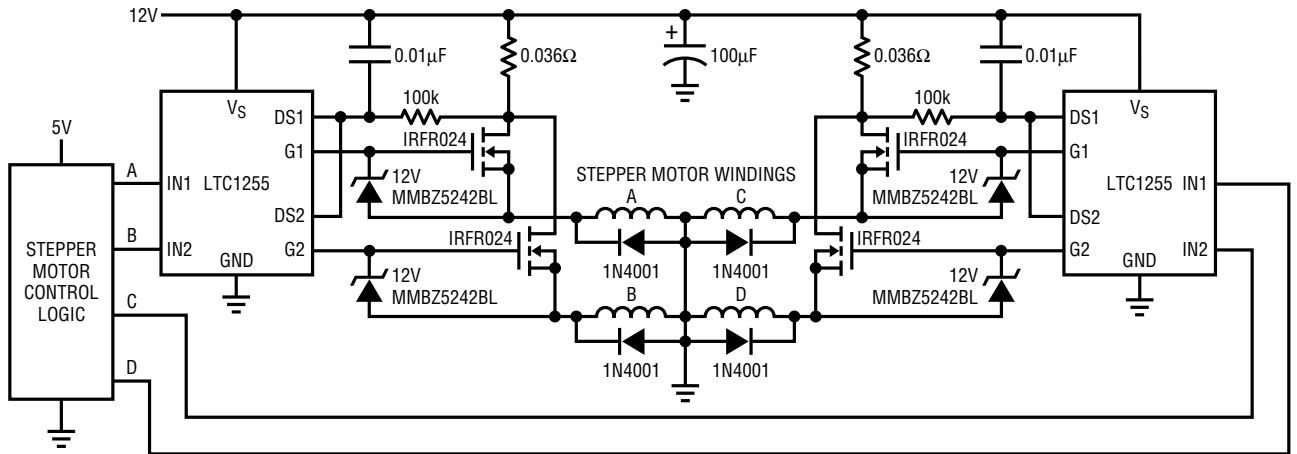 12V
0.01µF
0.036Ω
+
100µF
0.036Ω
0.01µF
VS
DS1
100k
100k
DS1
VS
5V
IRFR024
IRFR024
G1
G1
A
IN1
LTC1255
12V
MMBZ5242BL
STEPPER MOTOR WINDINGS
A
C
12V
MMBZ5242BL
LTC1255
IN1
DS2
DS2
STEPPER
MOTOR
CONTROL
LOGIC
B
IN2
G2
IRFR024
1N4001
1N4001
IRFR024
G2
IN2
GND
12V
MMBZ5242BL
B
D
12V
MMBZ5242BL
GND
C
1N4001
1N4001
D